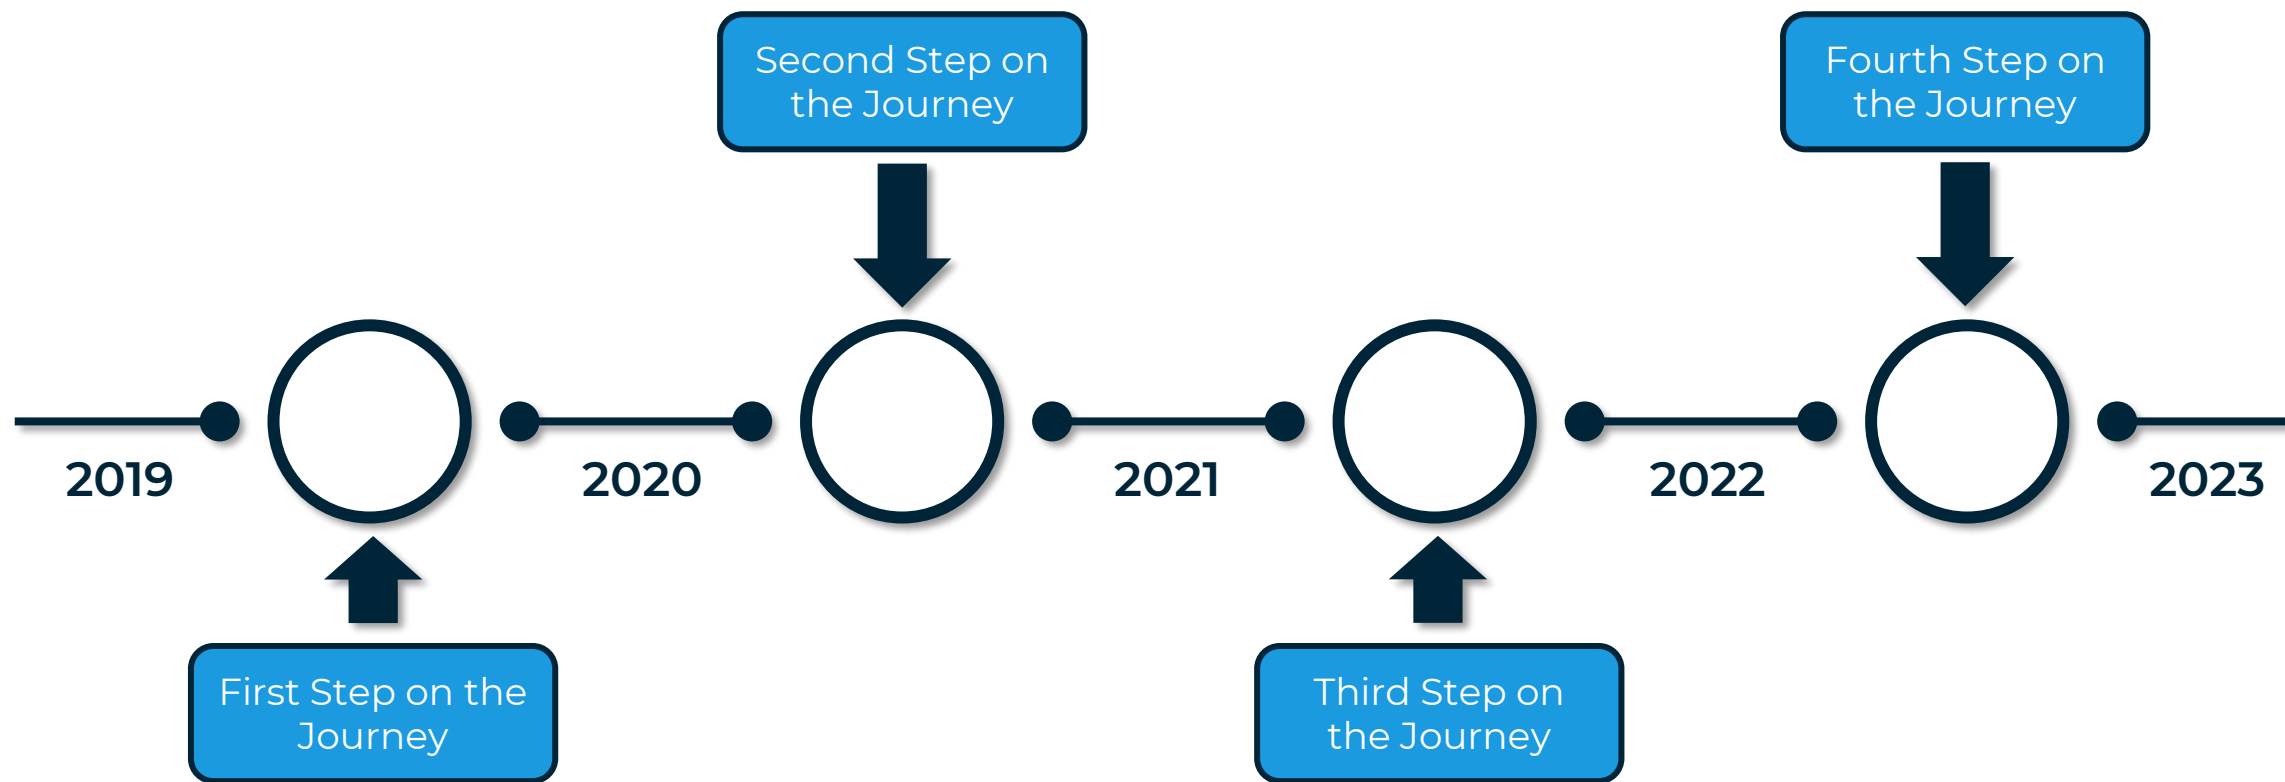 Second Step on
the Journey
Fourth Step on
the Journey
2019
2020
2021
2022
2023
First Step on the
Journey
Third Step on
the Journey